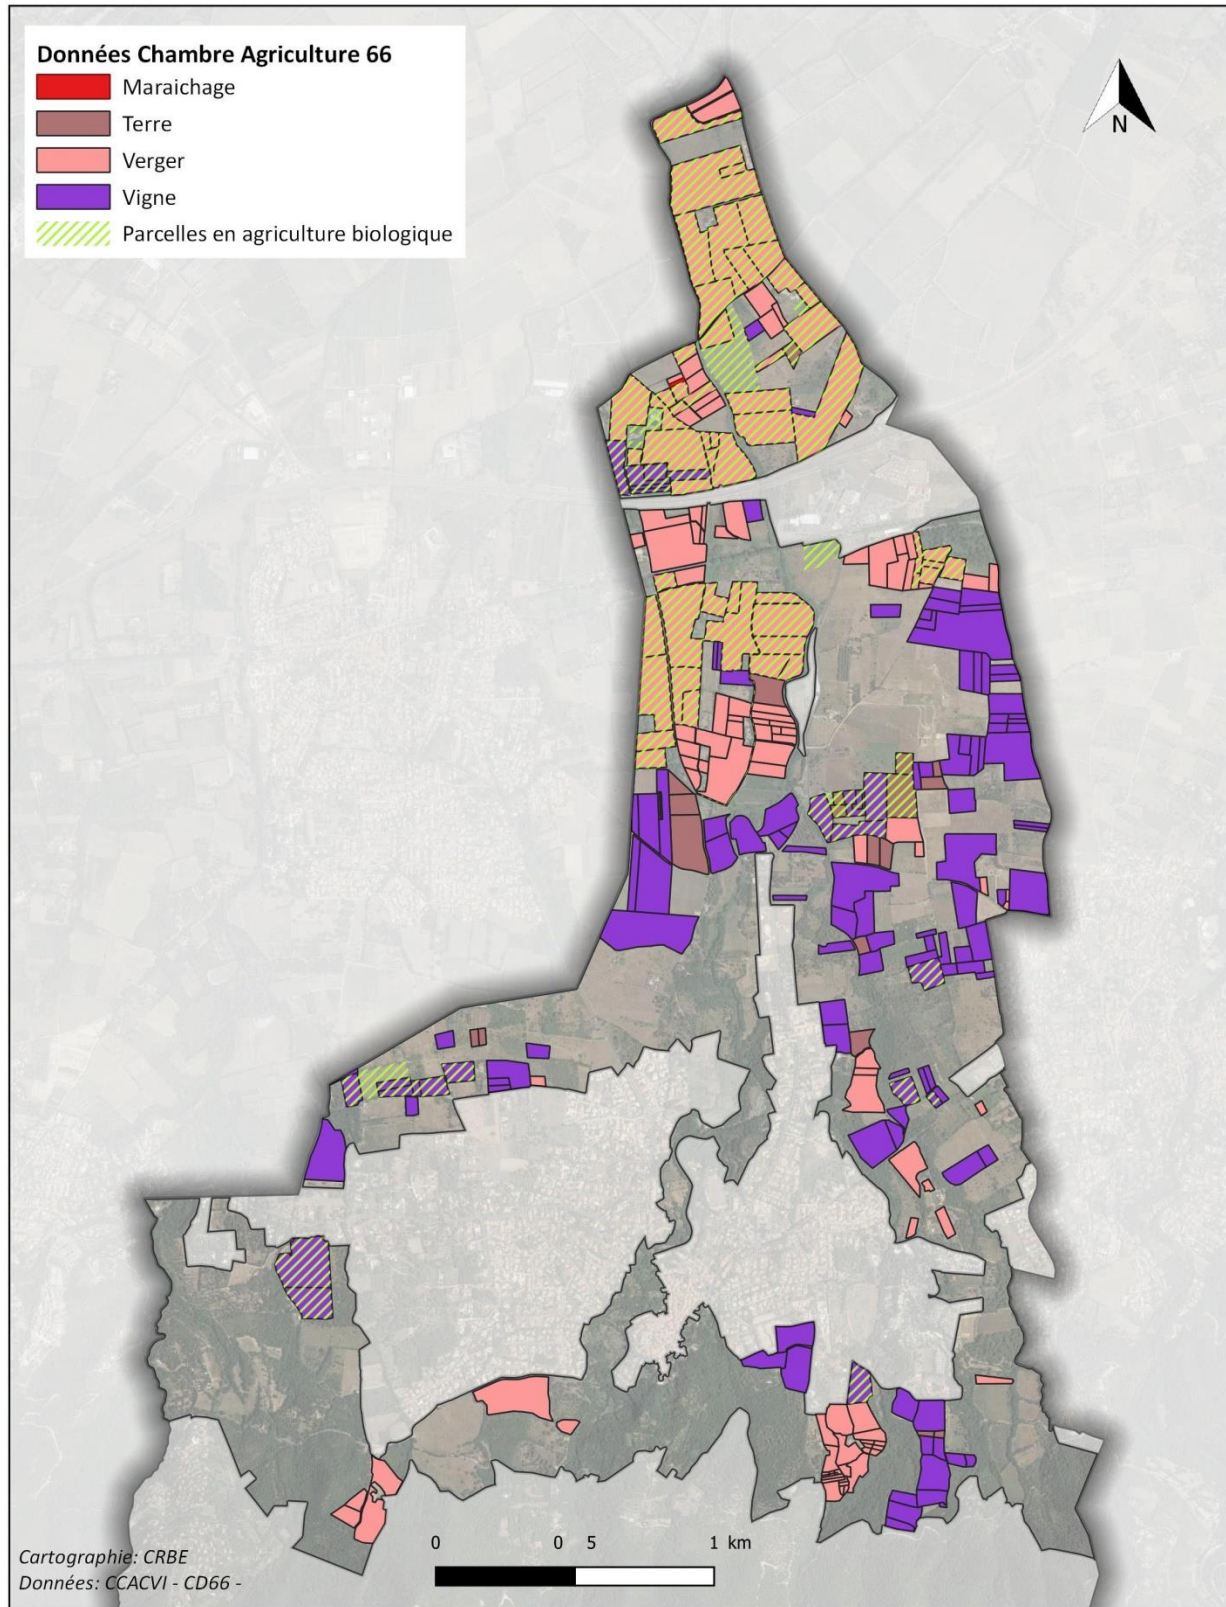 Données Chambre Agriculture 66
Maraichage
Terre
Verger
Vigne
Parcelles en agriculture biologique
N
0 0 5 1 km
Cartographie: CRBE
Données: CCACVI - CD66 -